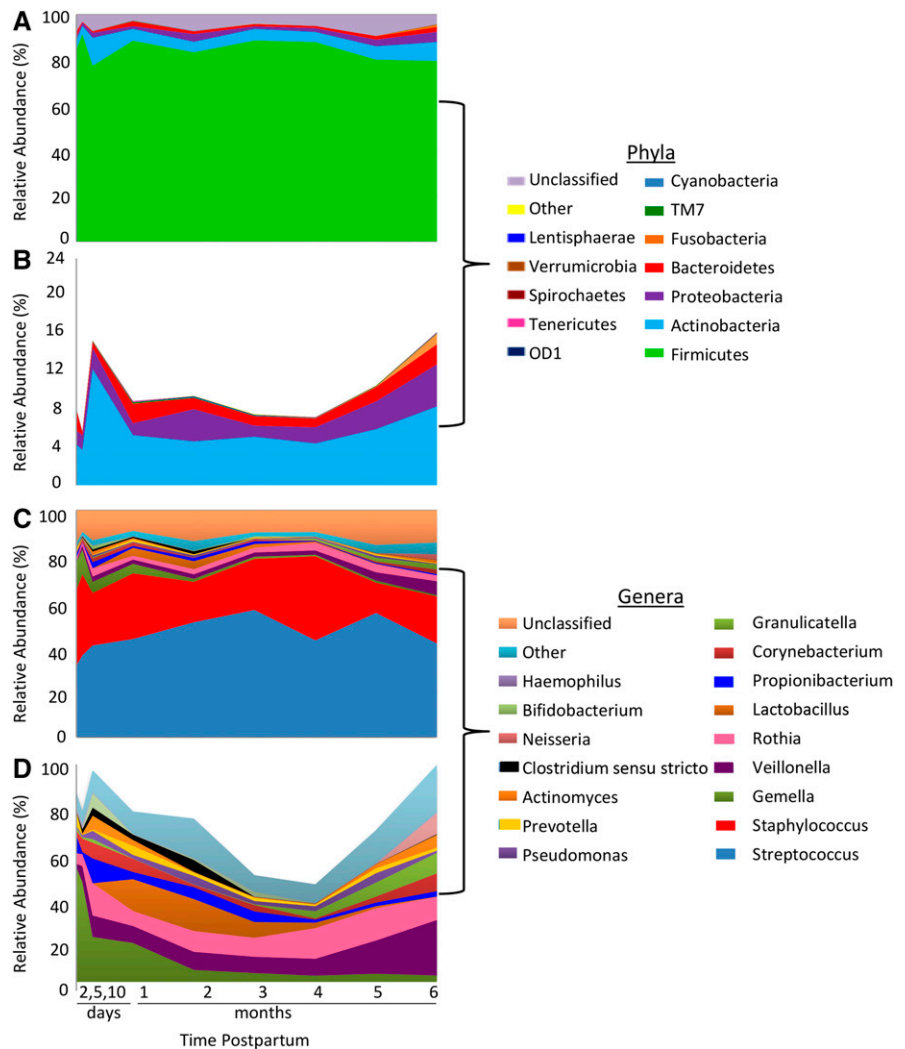 A
Relative Abundance (%)
100
80
60
40
20
0
B
Relative Abundance (%)
24
20
16
12
8
4
0
Phyla
Unclassified
Other
Lentisphaerae
Verrumicrobia
Spirochaetes
Tenericutes
OD1
Cyanobacteria
TM7
Fusobacteria
Bacteroidetes
Proteobacteria
Actinobacteria
Firmicutes
C
Relative Abundance (%)
100
80
60
40
20
0
D
Relative Abundance (%)
100
80
60
40
20
0
Genera
Unclassified
Other
Haemophilus
Bifidobacterium
Neisseria
Clostridium sensu stricto
Actinomyces
Prevotella
Pseudomonas
Granulicatella
Corynebacterium
Propionibacterium
Lactobacillus
Rothia
Veillonella
Gemella
Staphylococcus
Streptococcus
2,5,10 1 2 3 4 5 6
days months
Time Postpartum